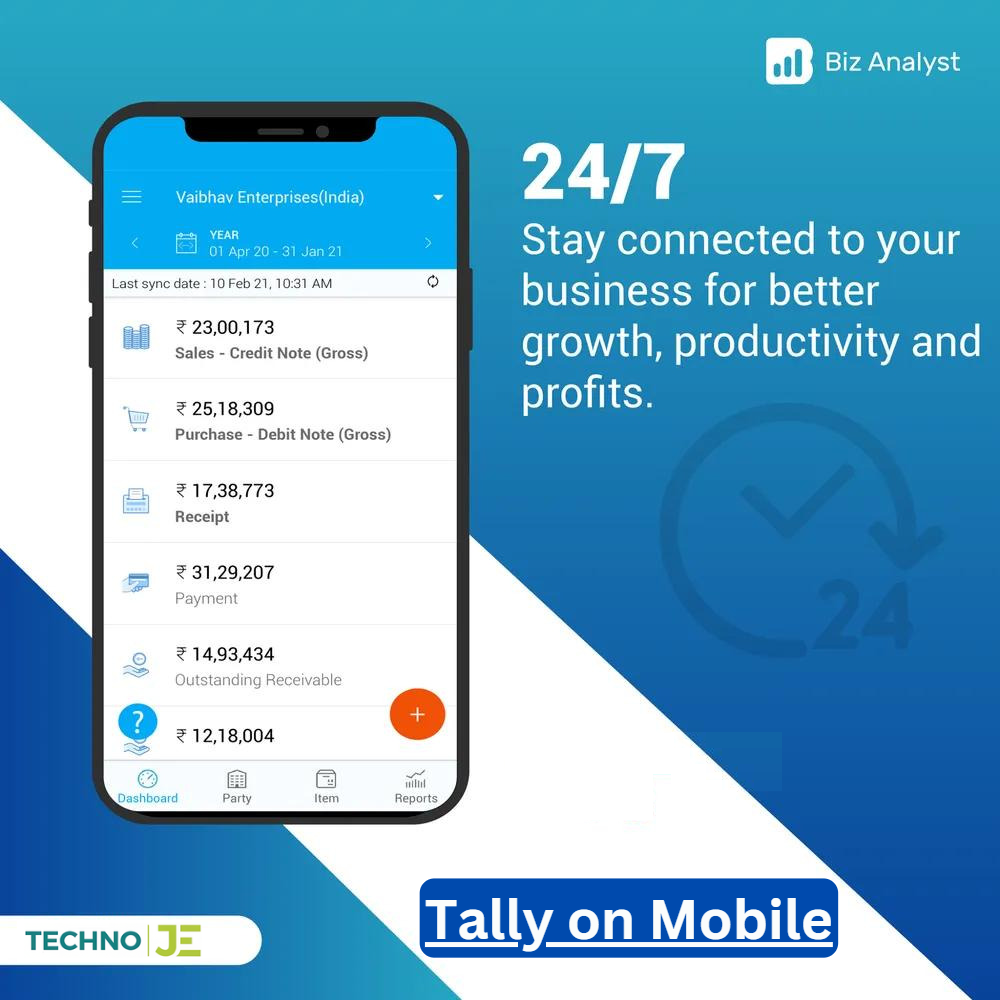 Biz Analyst
24/7
Stay connected to your
business for better
growth, productivity and
profits.
24
Vaibhav Enterprises(India)
YEAR
01 Apr 20 - 31 Jan 21
Last sync date : 10 Feb 21, 10:31 AM
₹ 23,00,173
Sales - Credit Note (Gross)
₹ 25,18,309
Purchase - Debit Note (Gross)
₹ 17,38,773
Receipt
₹ 31,29,207
Payment
₹ 14,93,434
Outstanding Receivable
?
+
₹ 12,18,004
Dashboard Party Item Reports
Tally on Mobile
TECHNO JE